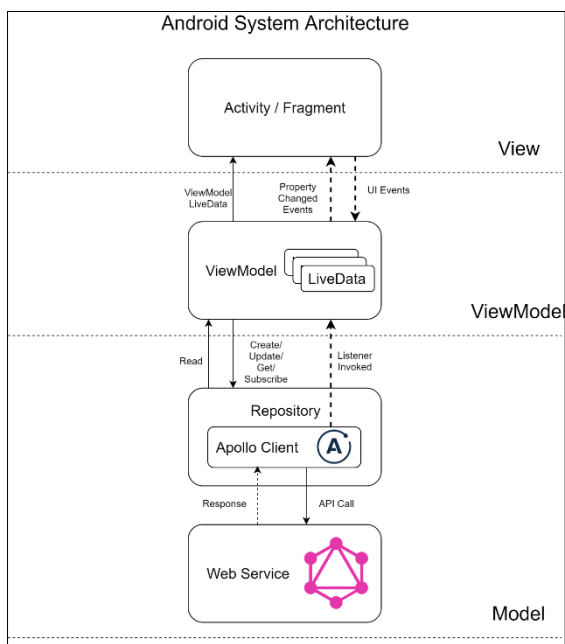 Android System Architecture
Activity / Fragment
View
ViewModel
LiveData
Property
Changed
Events
UI Events
ViewModel
LiveData
ViewModel
Read
Create/
Update/
Get/
Subscribe
Listener
Invoked
Repository
Apollo Client
A
Response
API Call
Web Service
Model